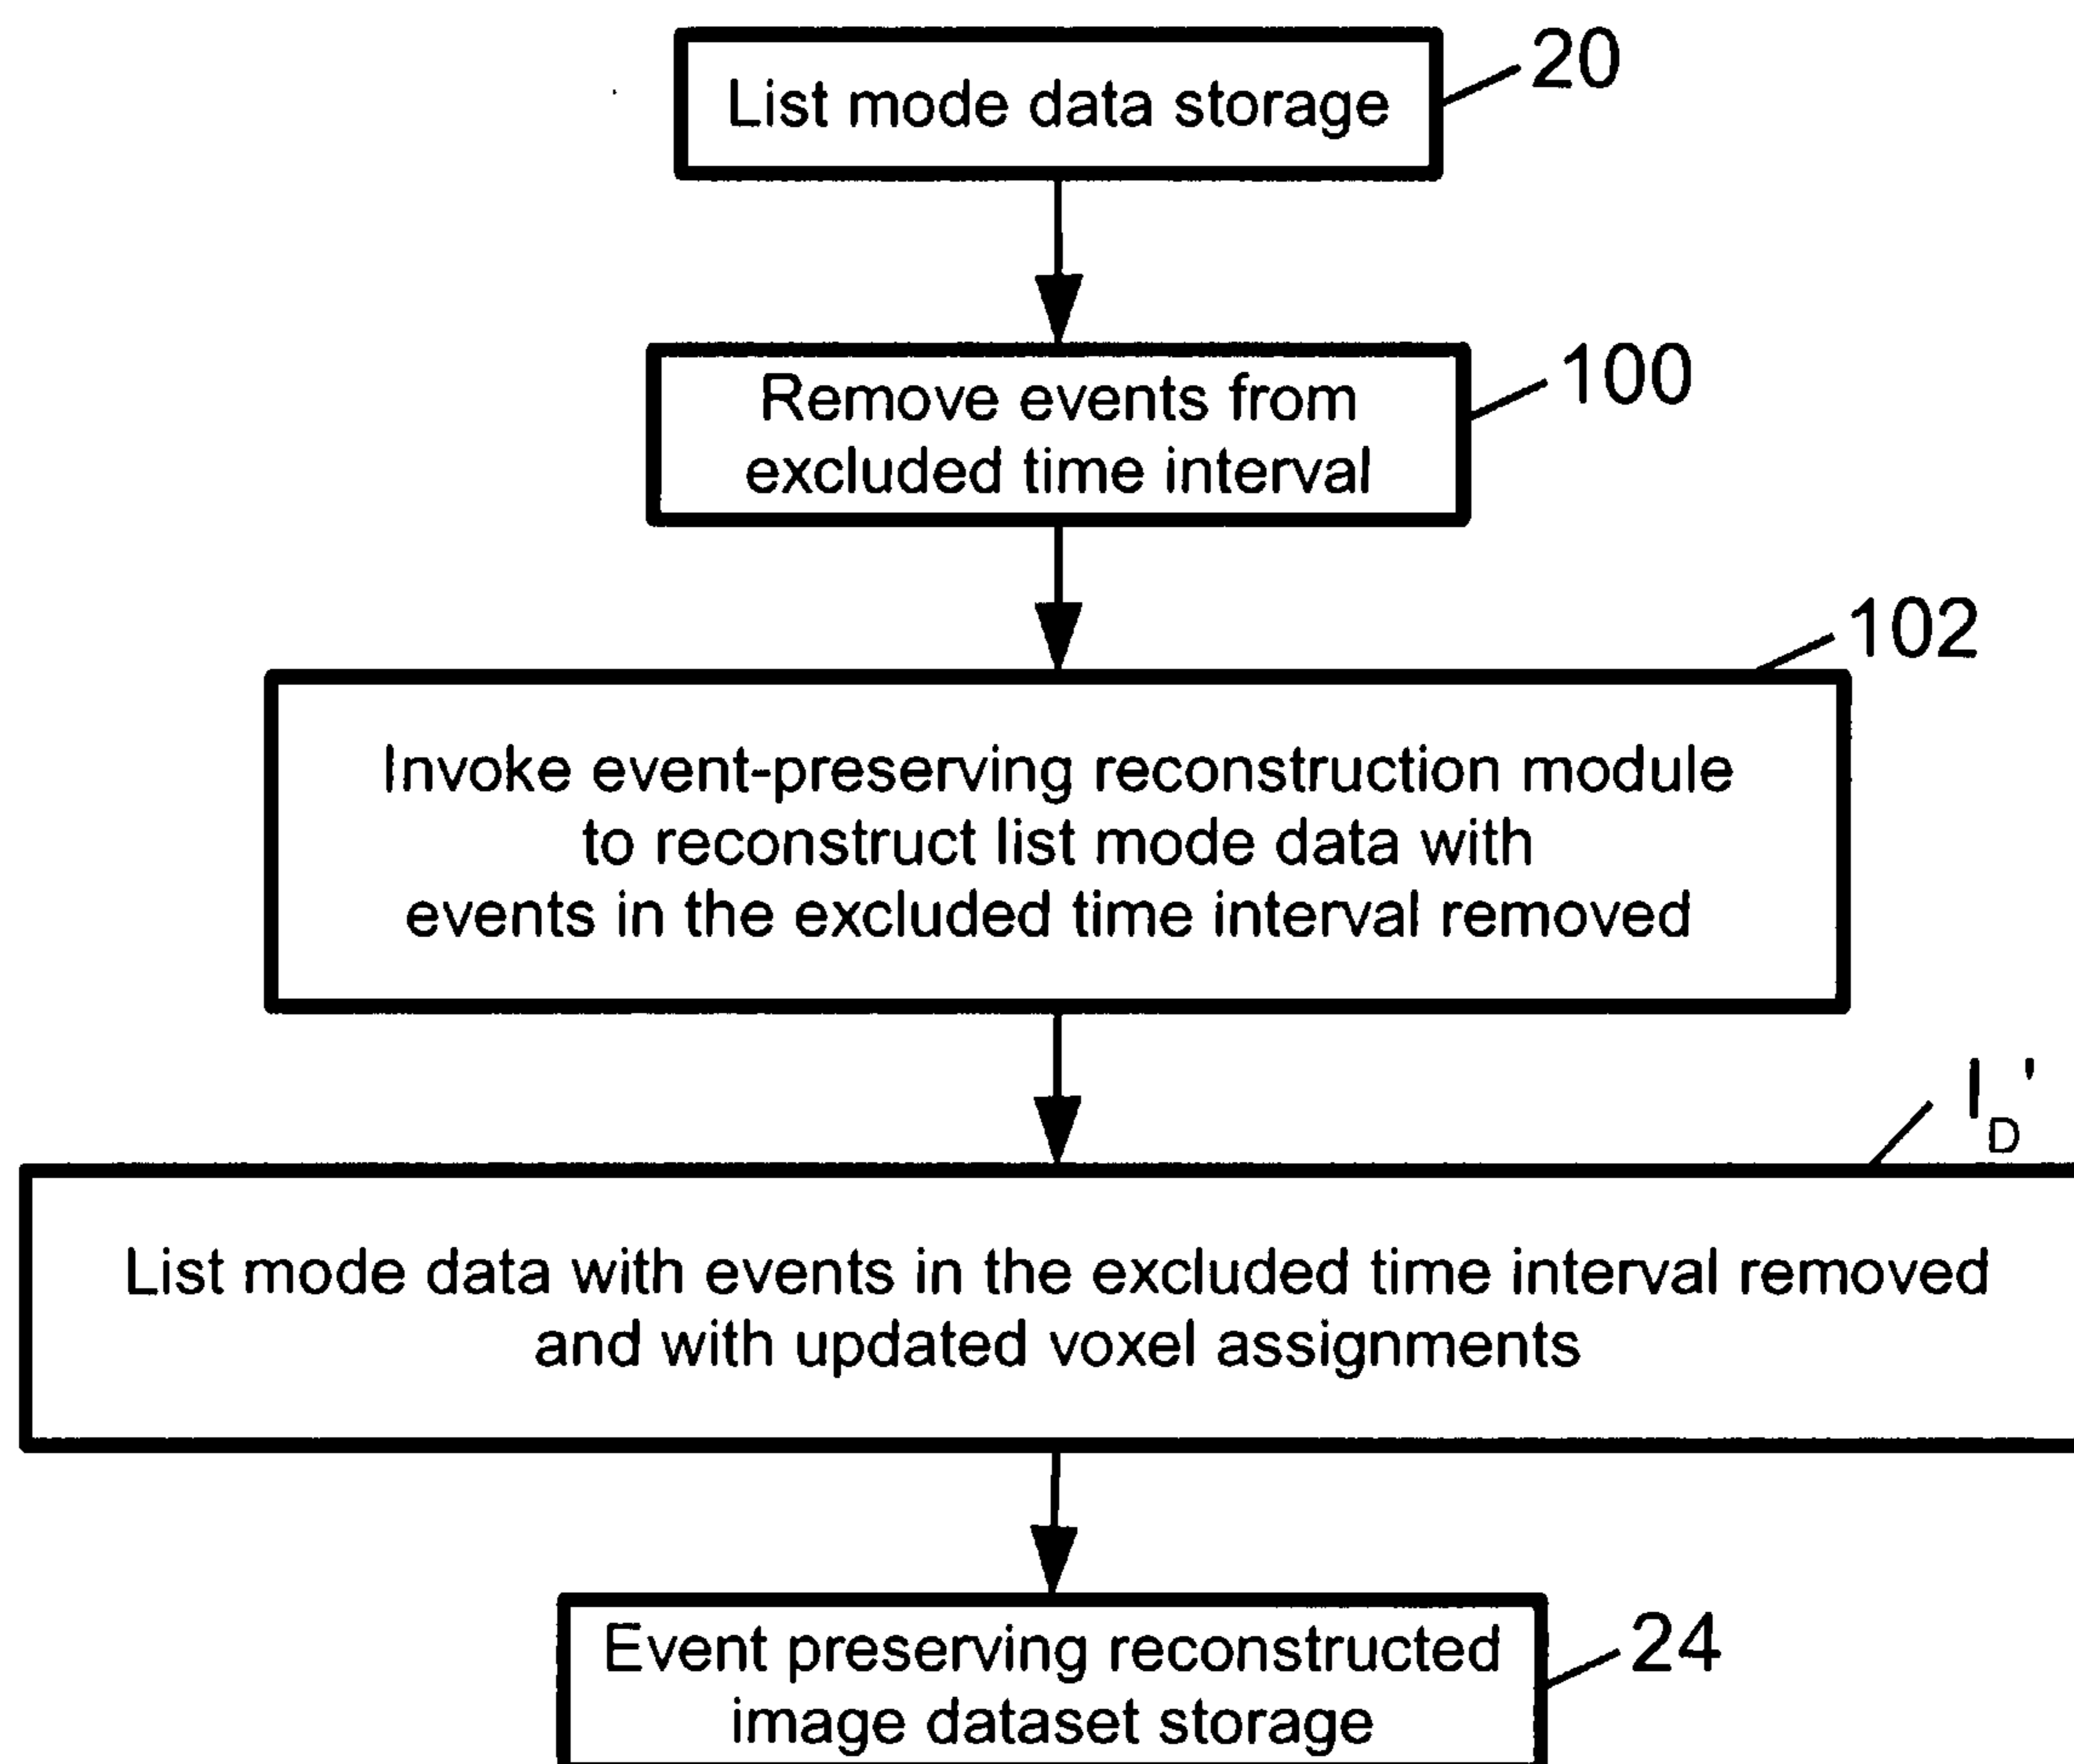 List mode data storage
20
Remove events from
excluded time interval
100
102
Invoke event-preserving reconstruction module
to reconstruct list mode data with
events in the excluded time interval removed
I_D'
List mode data with events in the excluded time interval removed
and with updated voxel assignments
Event preserving reconstructed
image dataset storage
24